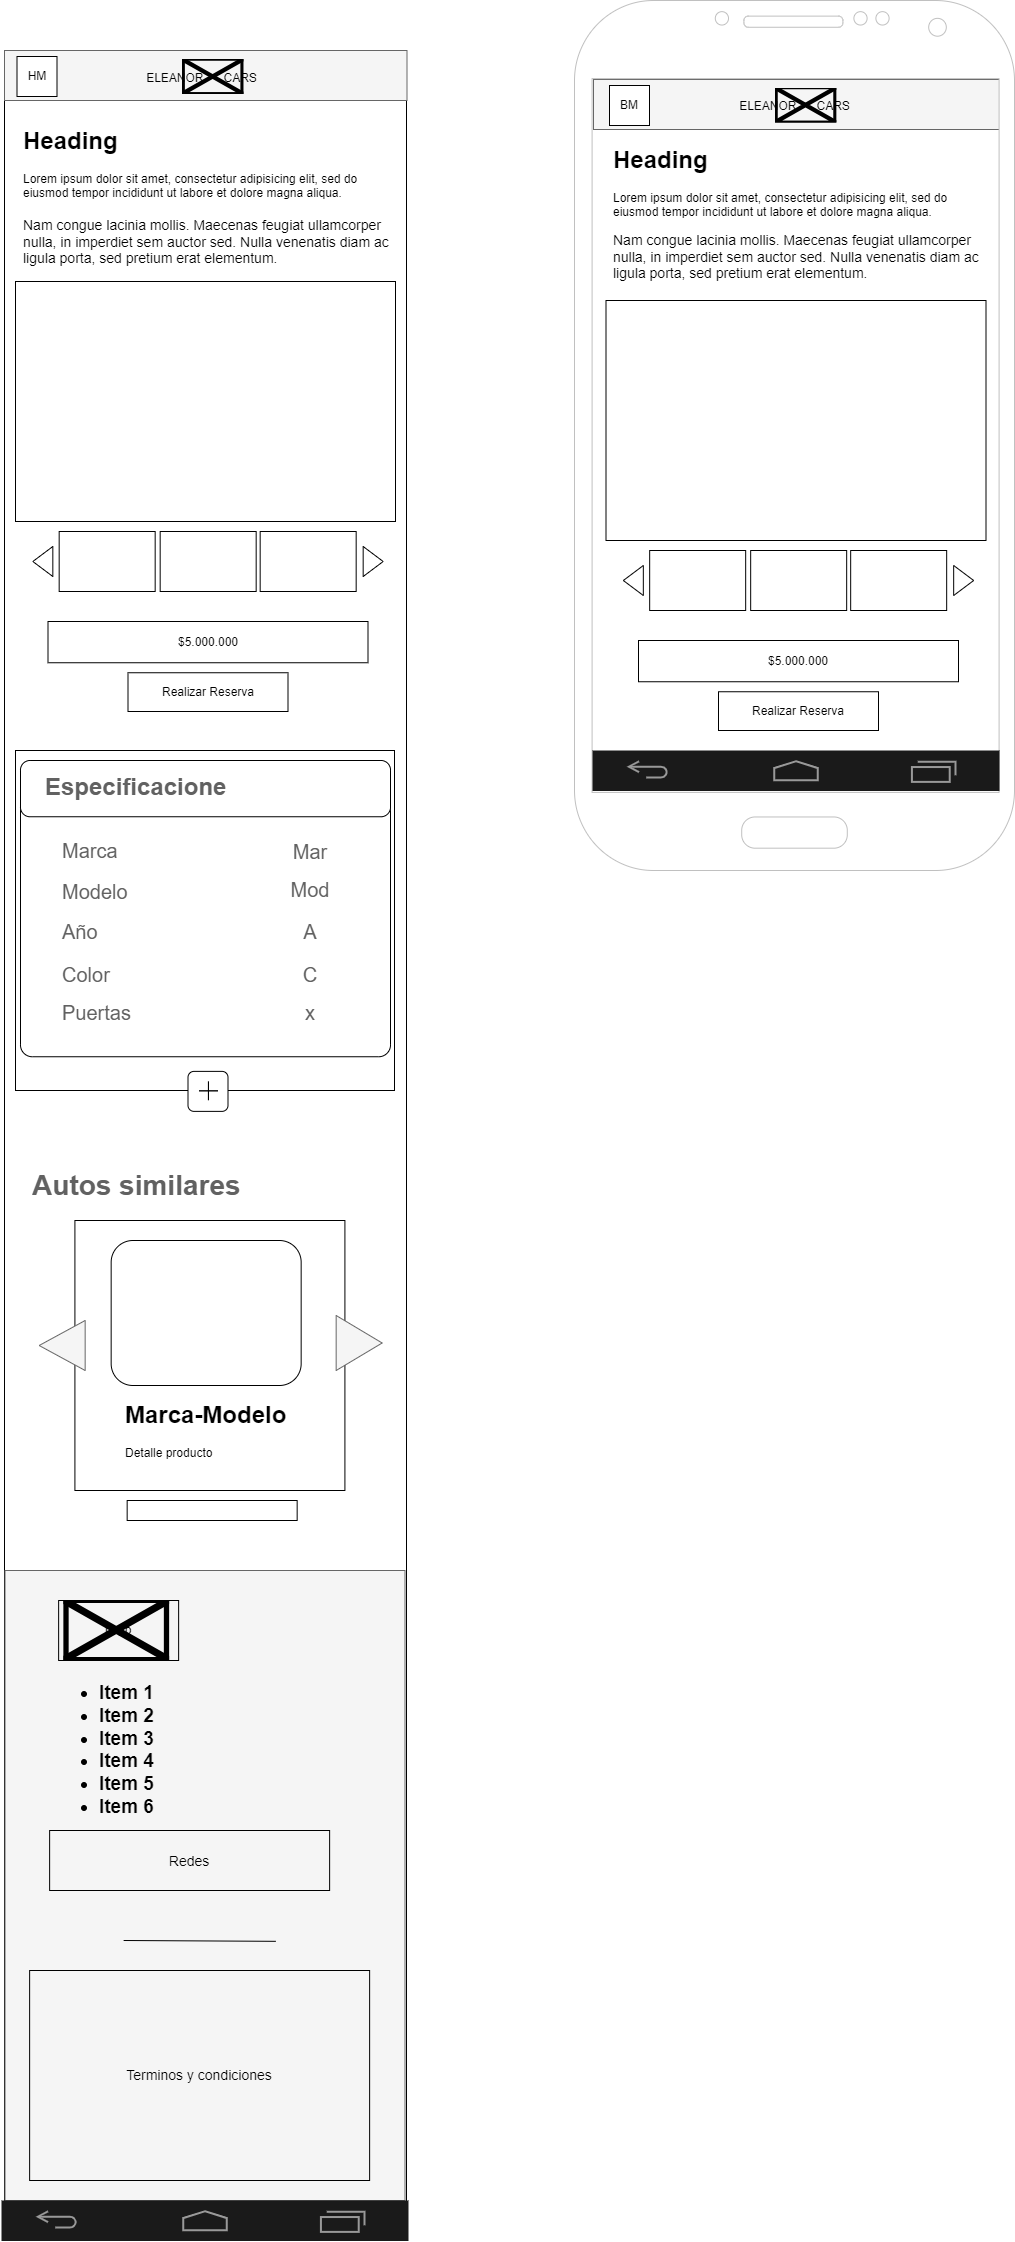 HM
ELEANOR CARS
Heading
Lorem ipsum dolor sit amet, consectetur adipisicing elit, sed do
eiusmod tempor incididunt ut labore et dolore magna aliqua.
Nam congue lacinia mollis. Maecenas feugiat ullamcorper
nulla, in imperdiet sem auctor sed. Nulla venenatis diam ac
ligula porta, sed pretium erat elementum.
$5.000.000
Realizar Reserva
Especificacione
Marca Mar
Modelo Mod
Año A
Color C
Puertas x
Autos similares
Marca-Modelo
Detalle producto
• Item 1
• Item 2
• Item 3
• Item 4
• Item 5
• Item 6
Redes
Terminos y condiciones
BM
ELEANOR CARS
Heading
Lorem ipsum dolor sit amet, consectetur adipisicing elit, sed do
eiusmod tempor incididunt ut labore et dolore magna aliqua.
Nam congue lacinia mollis. Maecenas feugiat ullamcorper
nulla, in imperdiet sem auctor sed. Nulla venenatis diam ac
ligula porta, sed pretium erat elementum.
$5.000.000
Realizar Reserva